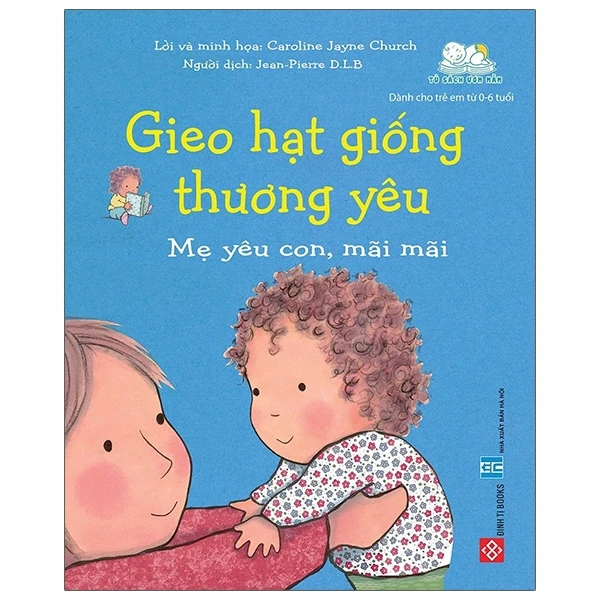 Lời và minh họa: Caroline Jayne Church
Người dịch: Jean-Pierre D.L.B
TỦ SÁCH ƯƠM MẦM
Dành cho trẻ em từ 0-6 tuổi
Gieo hạt giống
thương yêu
Mẹ yêu con, mãi mãi
NHÀ XUẤT BẢN HÀ NỘI
ĐINH TỊ BOOKS